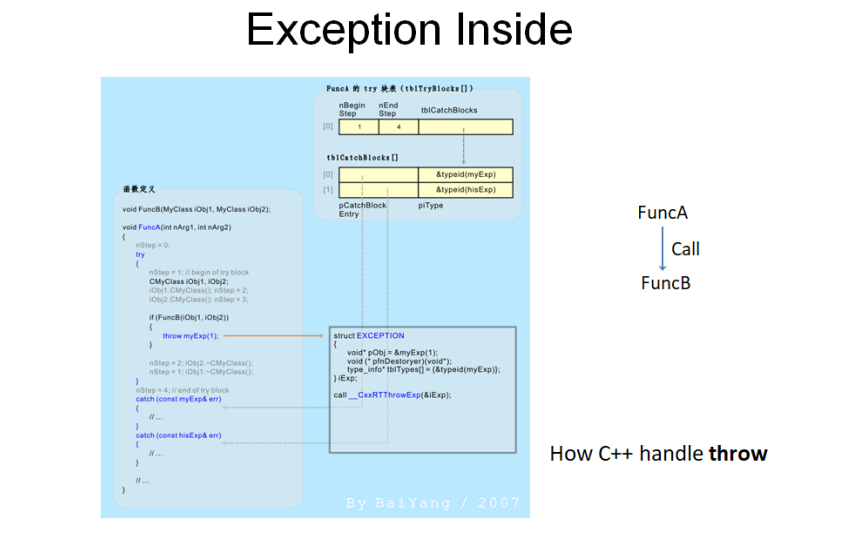 Exception Inside
FuncA 的 try 块表 (tblTryBlocks[])
nBegin Step
nEnd Step
tblCatchBlocks
[0]
1
4
tblCatchBlocks[]
[0]
&typeid(myExp)
[1]
&typeid(hisExp)
pCatchBlock Entry
piType
函数定义
void FuncB(MyClass iObj1, MyClass iObj2);
void FuncA(int nArg1, int nArg2)
{
nStep = 0;
try
{
nStep = 1; // begin of try block
CMyClass iObj1, iObj2;
iObj1.CMyClass(); nStep = 2;
iObj2.CMyClass(); nStep = 3;
if (FuncB(iObj1, iObj2))
{
throw myExp(1);
}
nStep = 2; iObj2.~CMyClass();
nStep = 1; iObj1.~CMyClass();
}
nStep = 4; // end of try block
catch (const myExp& err)
{
// ...
}
catch (const hisExp& err)
{
// ...
}
// ...
}
struct EXCEPTION
{
void* pObj = &myExp(1);
void (* pfnDestoryer)(void*);
type_info* tblTypes[] = {&typeid(myExp)};
} iExp;
call __CxxRTThrowExp(&iExp);
By BaiYang / 2007
FuncA
Call
FuncB
How C++ handle throw